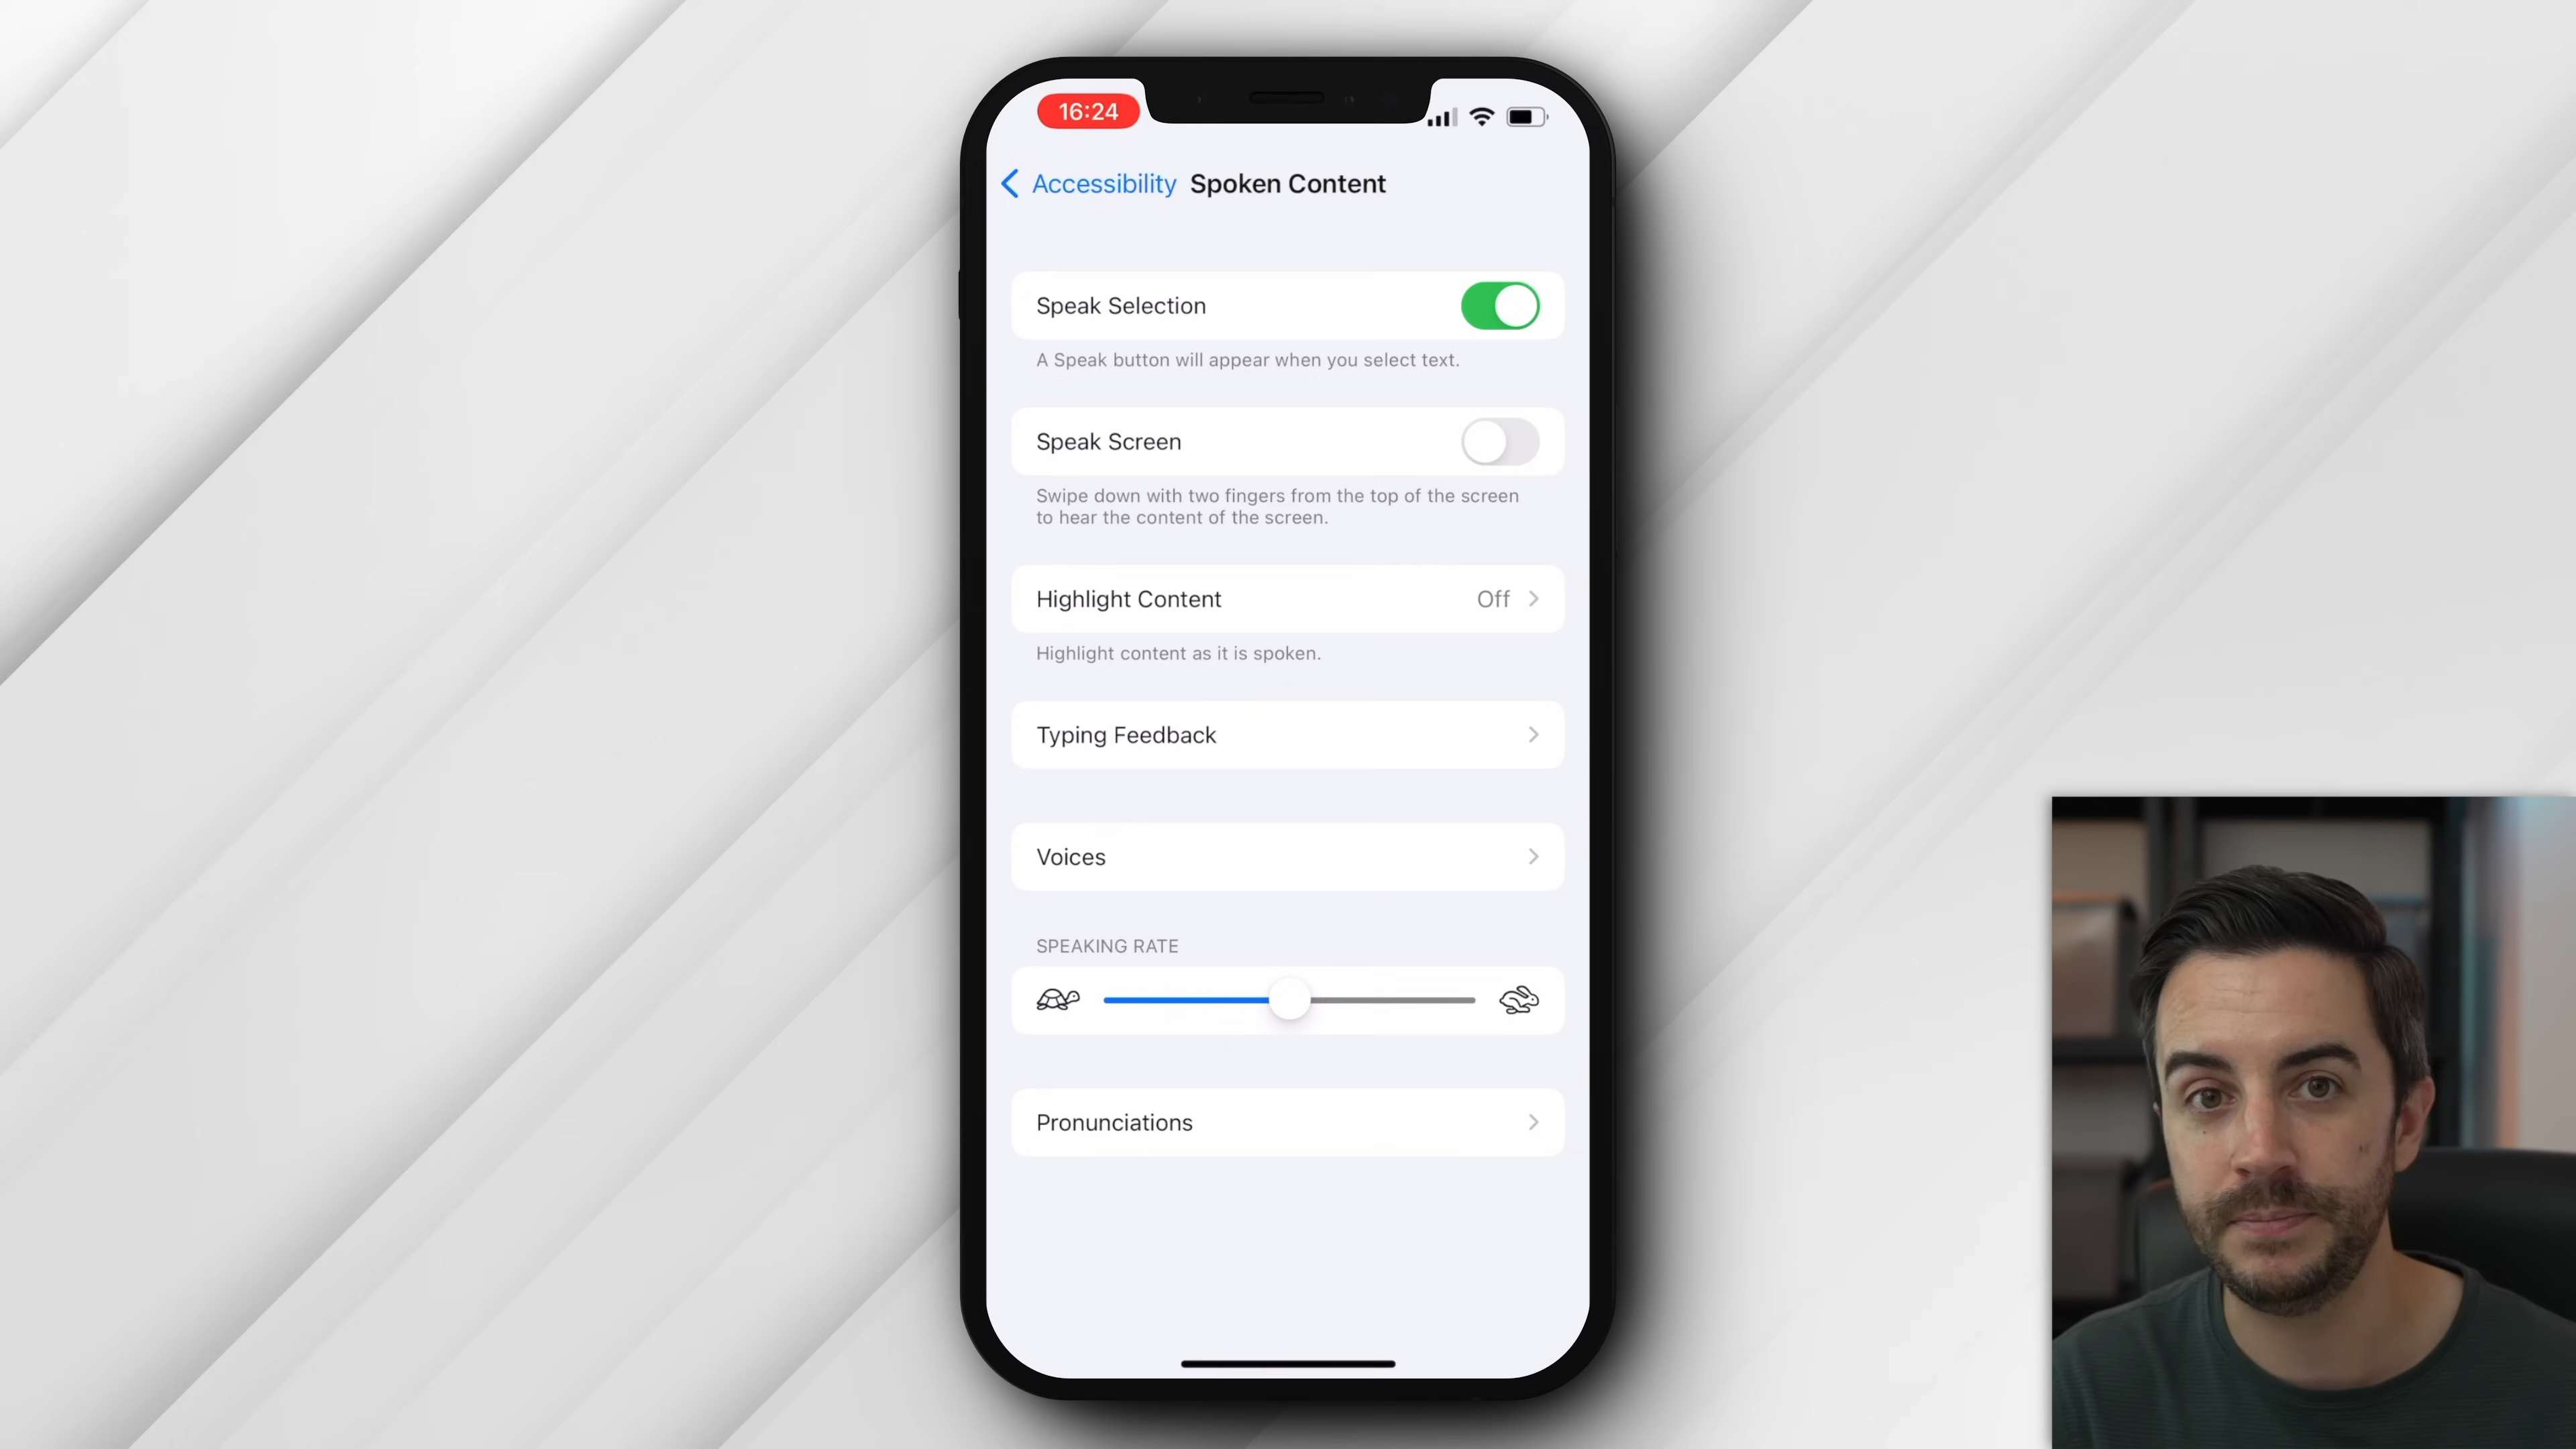 16:24
Accessibility Spoken Content
Speak Selection
A Speak button will appear when you select text.
Speak Screen
Swipe down with two fingers from the top of the screen
to hear the content of the screen.
Highlight Content Off
Highlight content as it is spoken.
Typing Feedback
Voices
SPEAKING RATE
Pronunciations